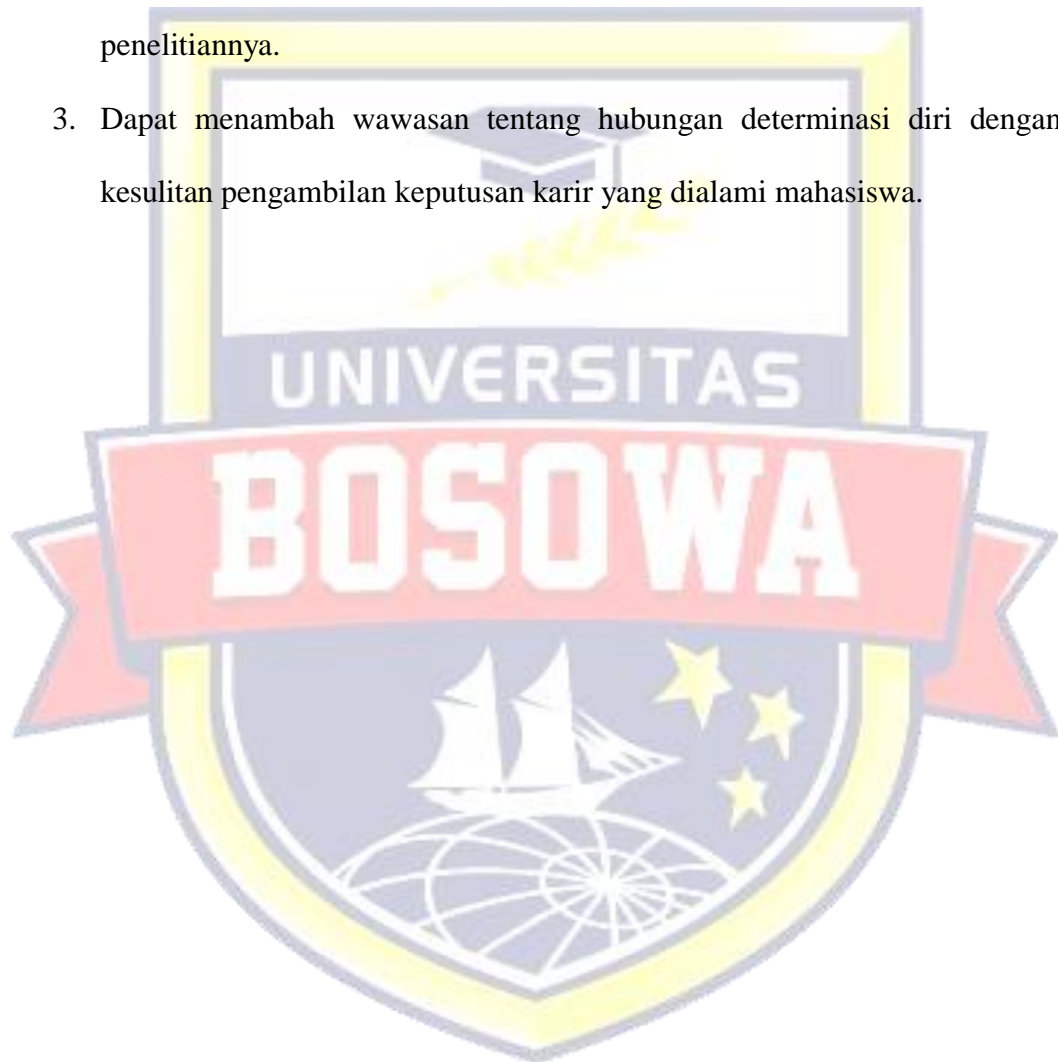 penelitiannya.
3. Dapat menambah wawasan tentang hubungan determinasi diri dengan
kesulitan pengambilan keputusan karir yang dialami mahasiswa.
UNIVERSITAS
BOSOWA